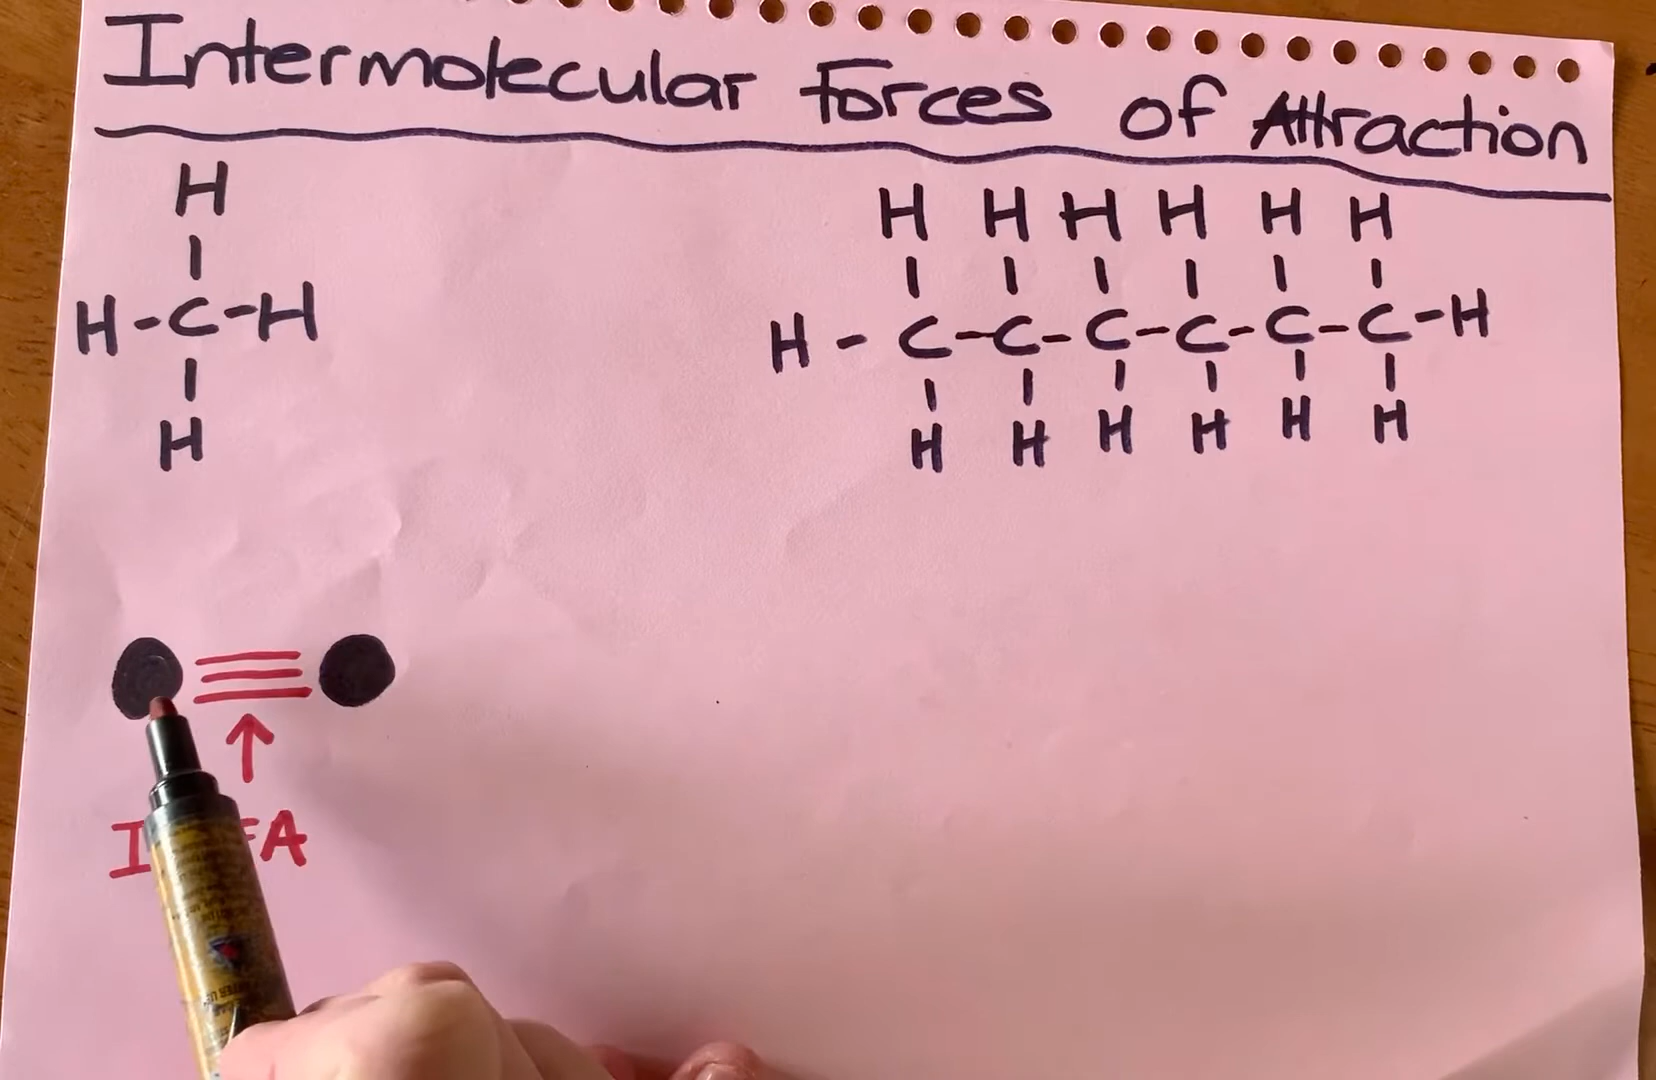 Intermolecular Forces of Attraction
H
H-C-H
H
H H H H H H
H-C-C-C-C-C-C-H
H H H H H H